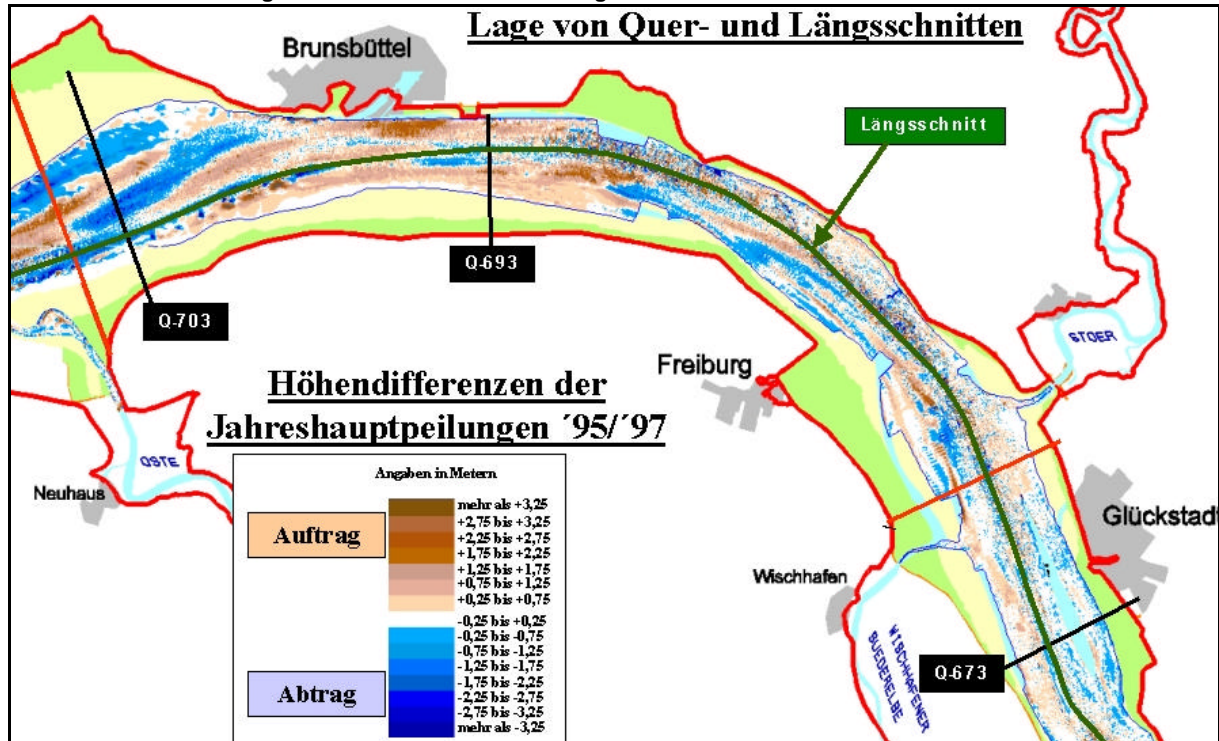 Lage von Quer- und Längsschnitten
Brunsbüttel
Längsschnitt
Q-693
Q-703
STOER
Freiburg
Höhendifferenzen der
Jahreshauptpeilungen ´95/´97
OSTE
Neuhaus
Glückstadt
Wischhafen
WISCHHAFENER
SUEDERELBE
Q-673
Angaben in Metern
Auftrag
mehr als +3,25
+2,75 bis +3,25
+2,25 bis +2,75
+1,75 bis +2,25
+1,25 bis +1,75
+0,75 bis +1,25
+0,25 bis +0,75
-0,25 bis +0,25
-0,25 bis -0,75
-0,75 bis -1,25
-1,25 bis -1,75
-1,75 bis -2,25
-2,25 bis -2,75
-2,75 bis -3,25
mehr als -3,25
Abtrag